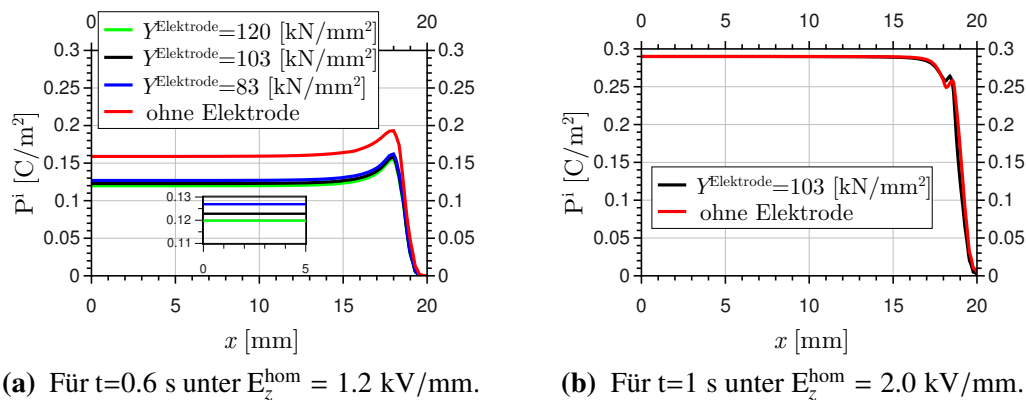 0 5 10 15 20
Y^Elektrode=120 [kN/mm²]
Y^Elektrode=103 [kN/mm²]
Y^Elektrode=83 [kN/mm²]
ohne Elektrode
0.3 0.3
0.25 0.25
0.2 0.2
0.15 0.15
0.1 0.1
0.05 0.05
0 0
P^i [C/m²]
0.13
0.12
0.11
0 5
0 5 10 15 20
x [mm]
(a) Für t=0.6 s unter E_z^hom = 1.2 kV/mm.
0 5 10 15 20
0.3 0.3
0.25 0.25
0.2 0.2
0.15 0.15
0.1 0.1
0.05 0.05
0 0
P^i [C/m²]
Y^Elektrode=103 [kN/mm²]
ohne Elektrode
0 5 10 15 20
x [mm]
(b) Für t=1 s unter E_z^hom = 2.0 kV/mm.